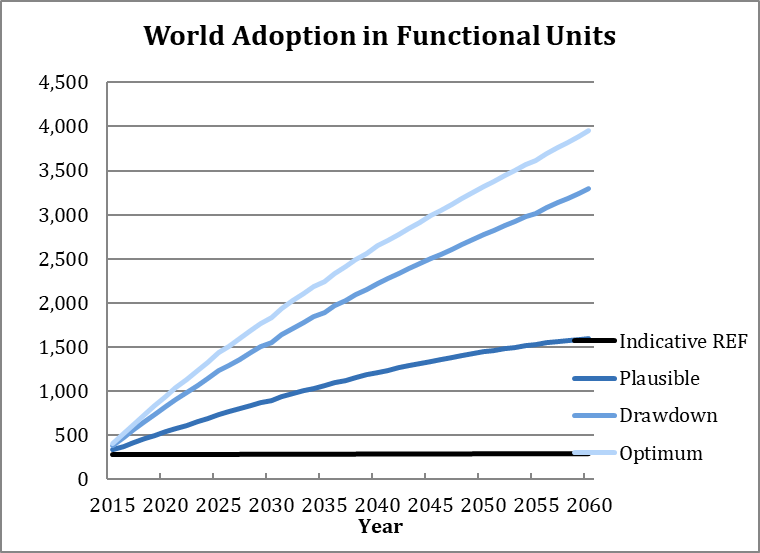 World Adoption in Functional Units
4,500
4,000
3,500
3,000
2,500
2,000
1,500
1,000
500
0
Indicative REF
Plausible
Drawdown
Optimum
2015 2020 2025 2030 2035 2040 2045 2050 2055 2060
Year